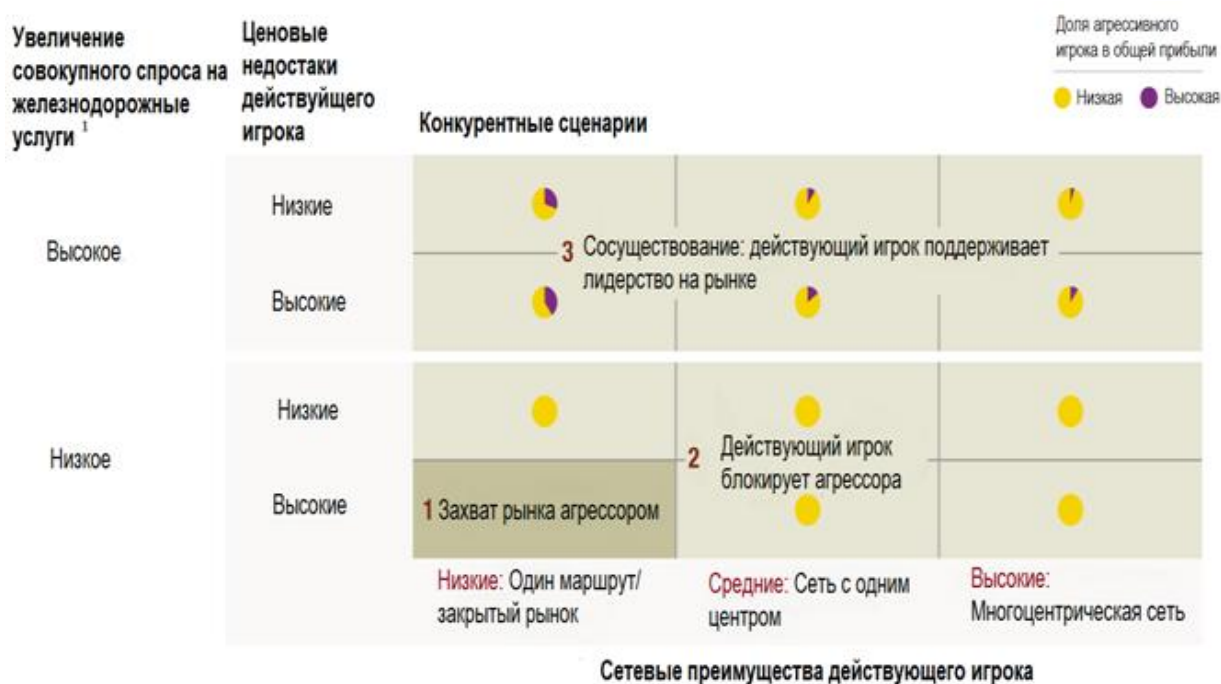 Увеличение
совокупного спроса на
железнодорожные
услуги 1
Ценовые
недостаки
действуйщего
игрока
Конкурентные сценарии
Доля агрессивного
игрока в общей прибыли
Низкая Высокая
Высокое
Низкие
Высокие
3 Сосуществование: действующий игрок поддерживает
лидерство на рынке
Низкое
Низкие
Высокие
2 Действующий игрок
блокирует агрессора
1 Захват рынка агрессором
Низкие: Один маршрут/
закрытый рынок
Средние: Сеть с одним
центром
Высокие:
Многоцентрическая сеть
Сетевые преимущества действующего игрока